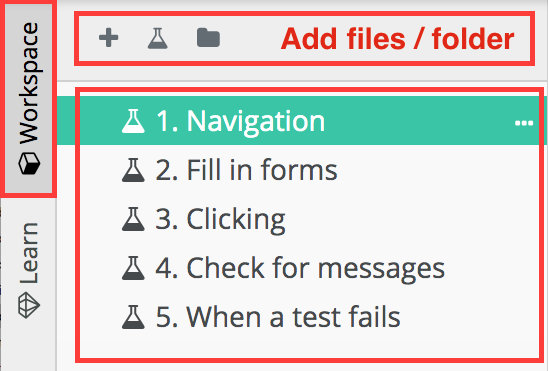 Workspace
Learn
Add files / folder
1. Navigation
2. Fill in forms
3. Clicking
4. Check for messages
5. When a test fails